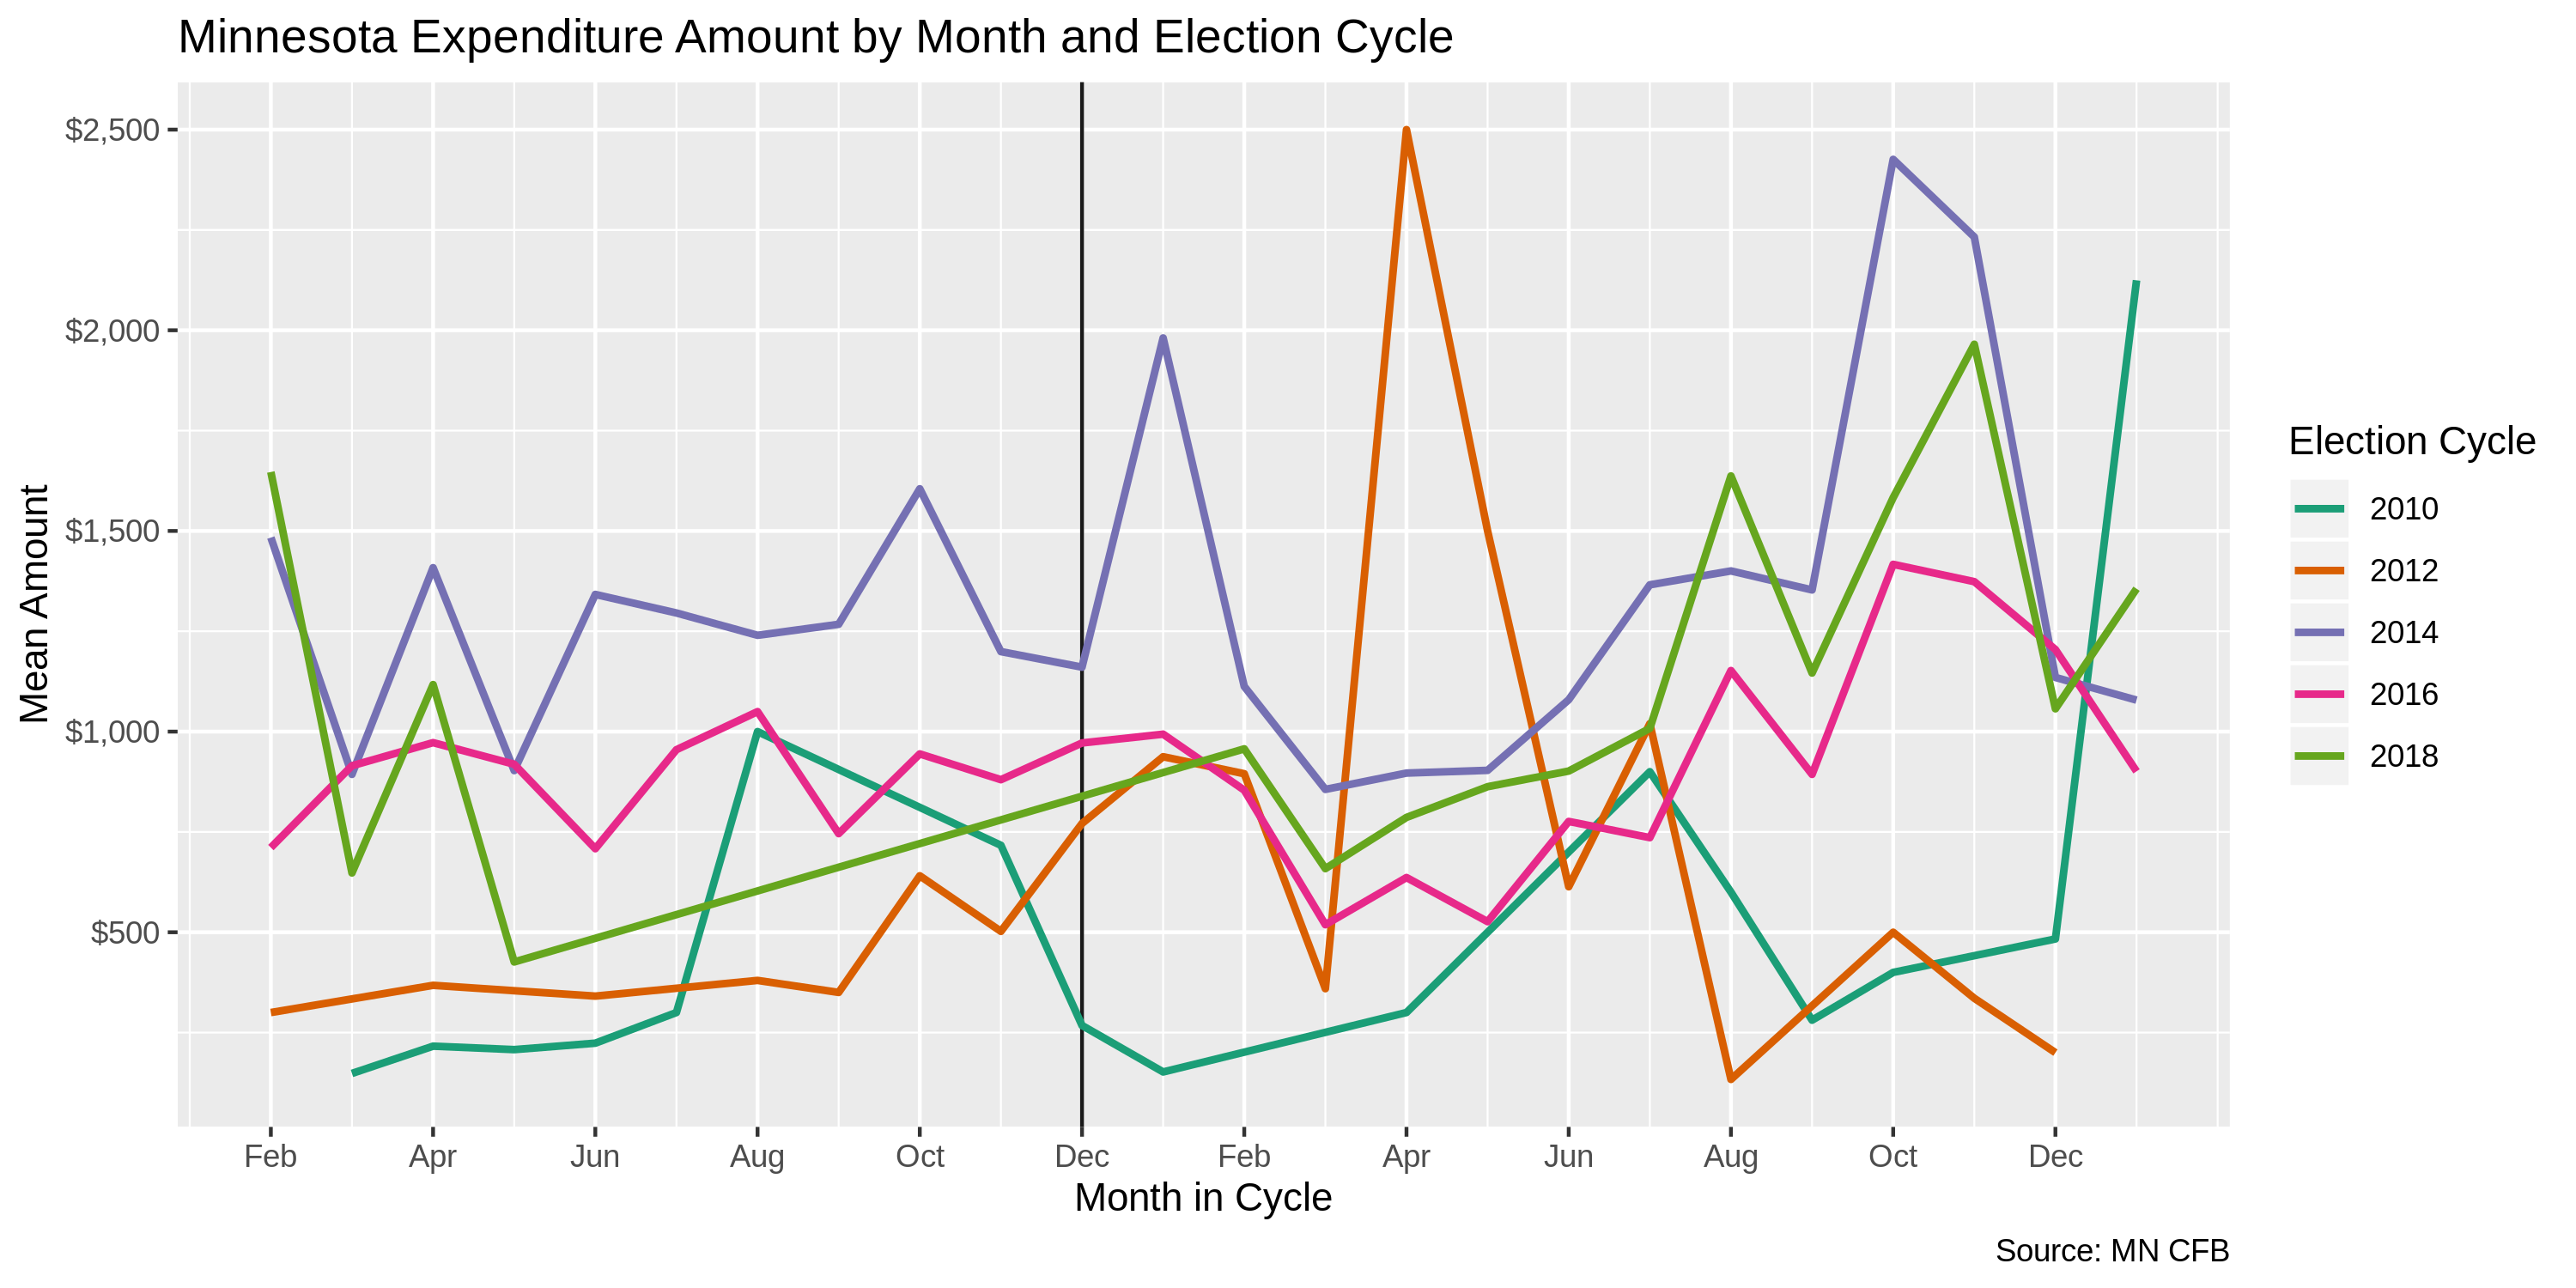 Minnesota Expenditure Amount by Month and Election Cycle
$2,500
$2,000
$1,500
$1,000
$500
Mean Amount
Feb Apr Jun Aug Oct Dec Feb Apr Jun Aug Oct Dec
Month in Cycle
Election Cycle
2010
2012
2014
2016
2018
Source: MN CFB